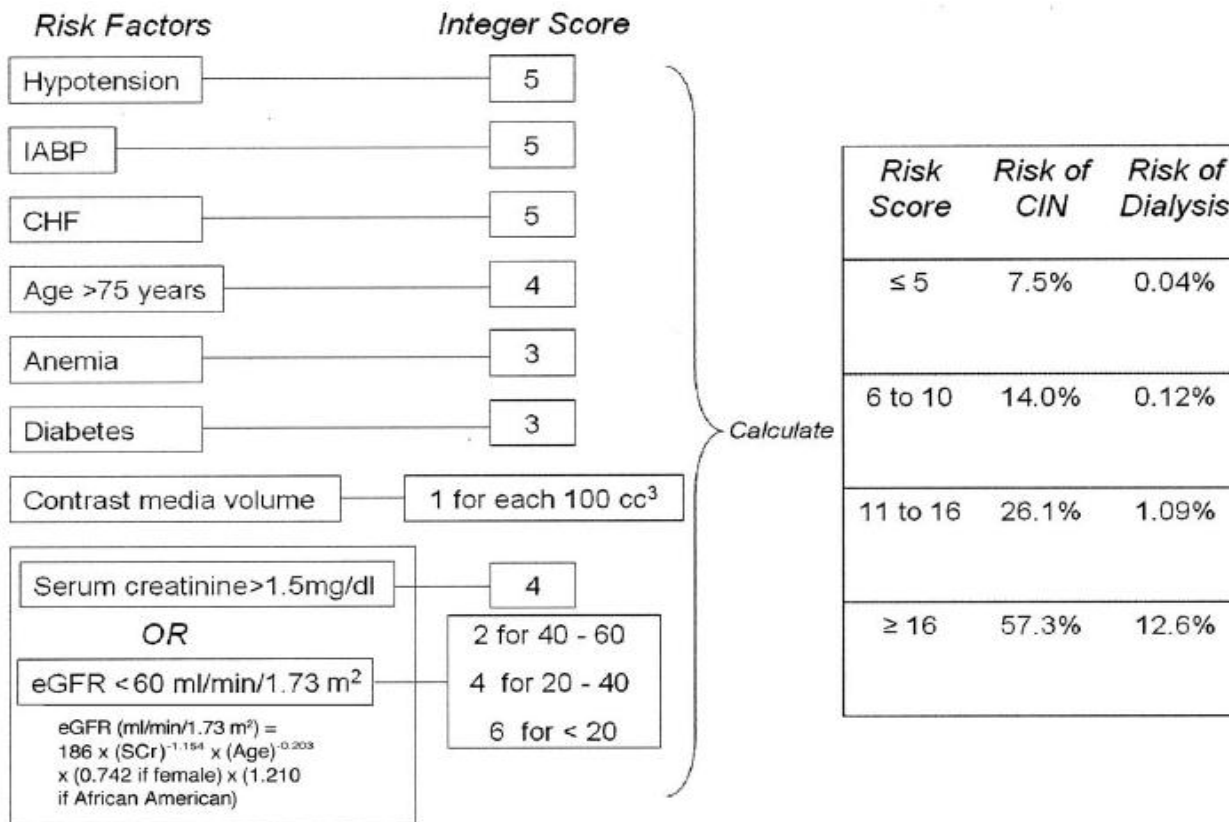 Risk Factors
Integer Score
Hypotension
5
IABP
5
CHF
5
Age >75 years
4
Anemia
3
Diabetes
3
Contrast media volume
1 for each 100 cc³
Serum creatinine>1.5mg/dl
4
OR
eGFR <60 ml/min/1.73 m²
2 for 40 - 60
4 for 20 - 40
6 for < 20
eGFR (ml/min/1.73 m²) =
186 x (SCr)⁻¹·¹⁵⁴ x (Age)⁻⁰·²⁰³
x (0.742 if female) x (1.210
if African American)
Calculate
Risk Score
Risk of CIN
Risk of Dialysis
≤ 5 7.5% 0.04%
6 to 10 14.0% 0.12%
11 to 16 26.1% 1.09%
≥ 16 57.3% 12.6%